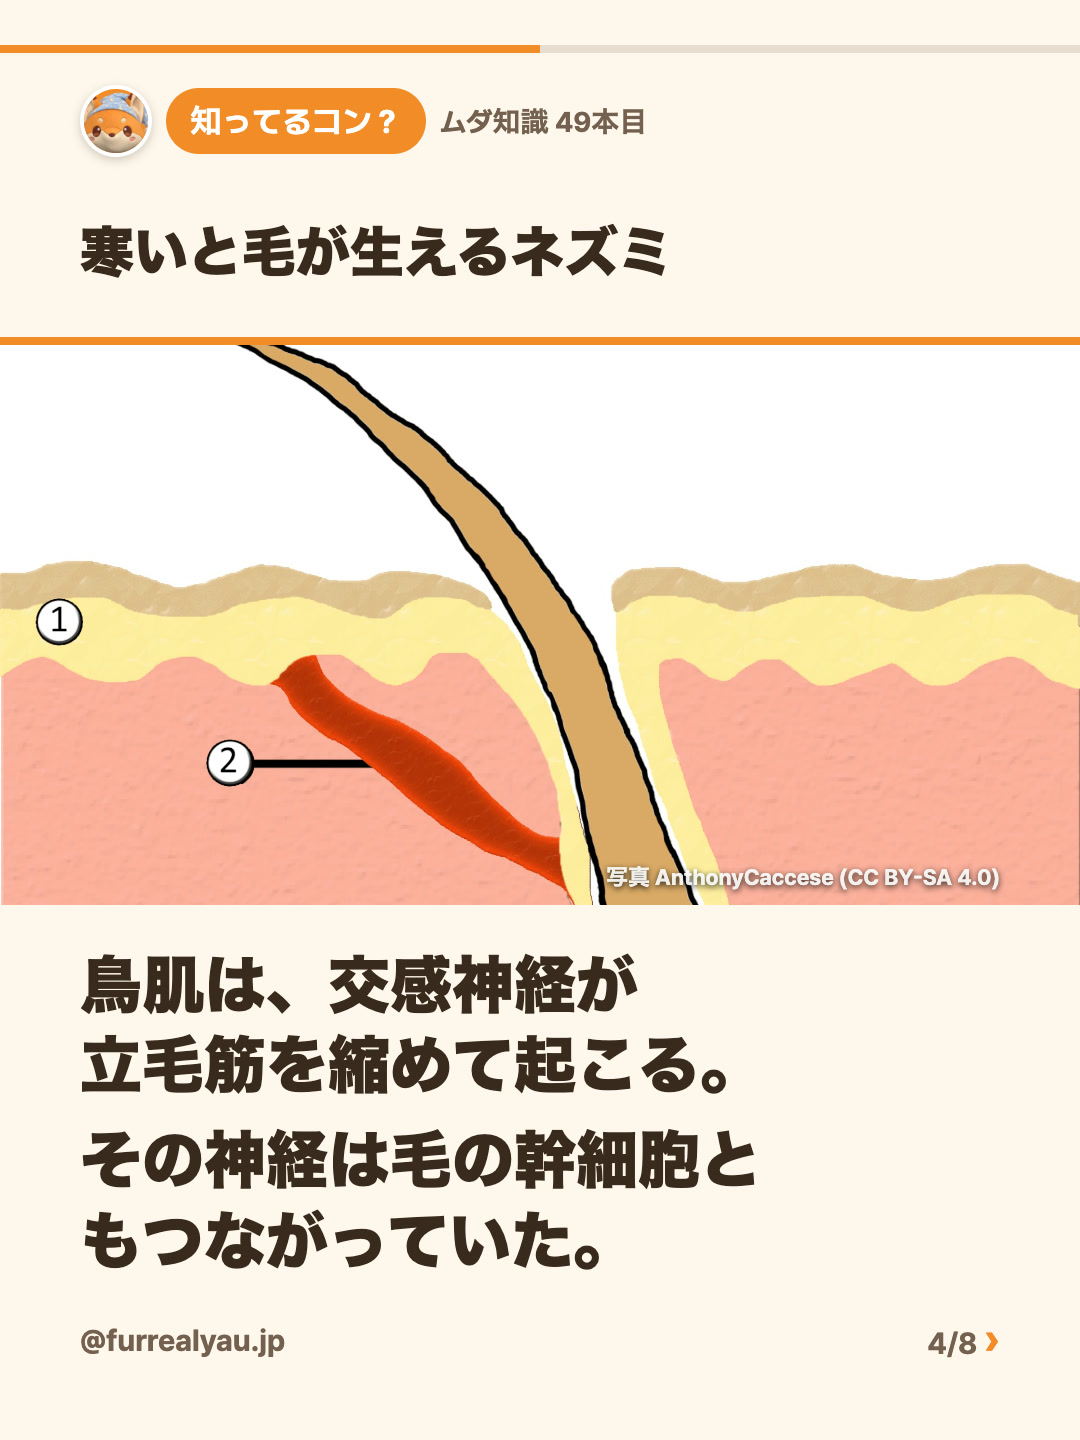 知ってるコン？ ムダ知識 49本目
寒いと毛が生えるネズミ
1
2
写真 AnthonyCaccese (CC BY-SA 4.0)
鳥肌は、交感神経が
立毛筋を縮めて起こる。
その神経は毛の幹細胞と
もつながっていた。
@furrealyau.jp
4/8 ›